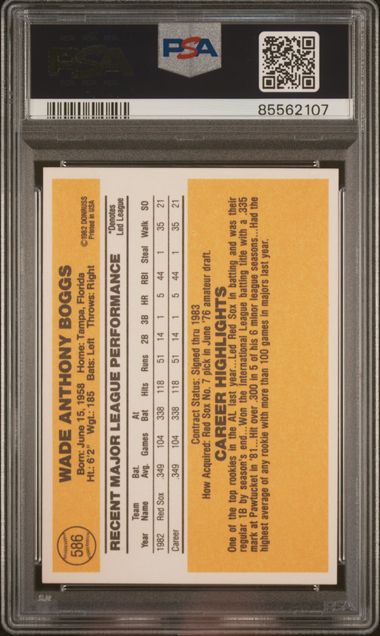 PSA
PSA
85562107
586
WADE ANTHONY BOGGS
Born: June 15, 1958 Home: Tampa, Florida
Ht.: 6'2" Wgt.: 185 Bats: Left Throws: Right
©1982 DONRUSS
Printed in USA
RECENT MAJOR LEAGUE PERFORMANCE
*Denotes
Led League
Team Bat. At
Year Name Avg. Games Bat Hits Runs 2B 3B HR RBI Steal Walk SO
1982 Red Sox .349 104 338 118 51 14 1 5 44 1 35 21
Career .349 104 338 118 51 14 1 5 44 1 35 21
Contract Status: Signed thru 1983
How Acquired: Red Sox No. 7 pick in June '76 amateur draft.
CAREER HIGHLIGHTS
One of the top rookies in the AL last year...Led Red Sox in batting and was their
regular 1B by season's end...Won the International League batting title with a .335
mark at Pawtucket in '81...Hit over .300 in 5 of his 6 minor league seasons...Had the
highest average of any rookie with more than 100 games in majors last year.
PSA